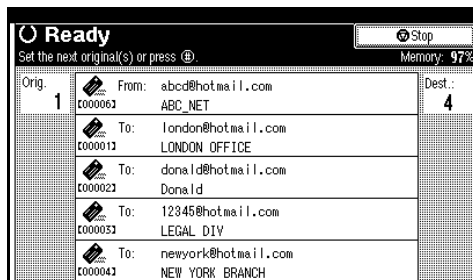 Ready
Stop
Set the next original(s) or press (#).
Memory: 97%
Orig.
1
Dest.:
4
From: abcd@hotmail.com
[00006] ABC_NET
To: london@hotmail.com
[00001] LONDON OFFICE
To: donald@hotmail.com
[00002] Donald
To: 12345@hotmail.com
[00005] LEGAL DIV
To: newyork@hotmail.com
[00004] NEW YORK BRANCH